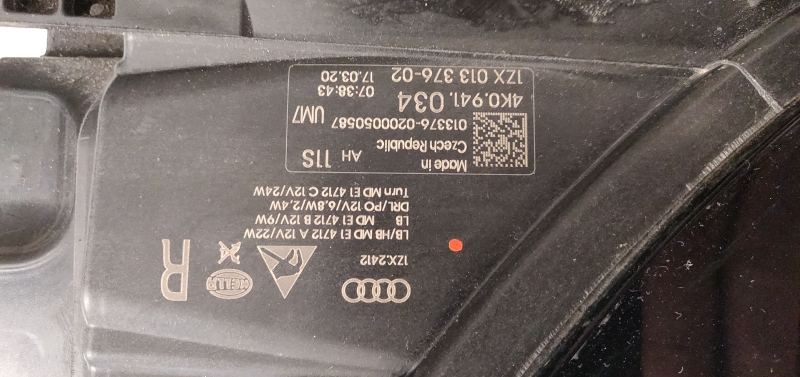 R
HELLA
1ZX:2412
LB/HB MD E1 4712 A 12V/22W
LB MD E1 4712 B 12V/9W
DRL/PO 12V/6,8W/2,4W
Turn MD E1 4712 C 12V/24W
Made in
Czech Republic
AH 11S
013376-0200050587
UM7
4K0.941.034
07:38:43
1ZX 013 376-02
17.03.20